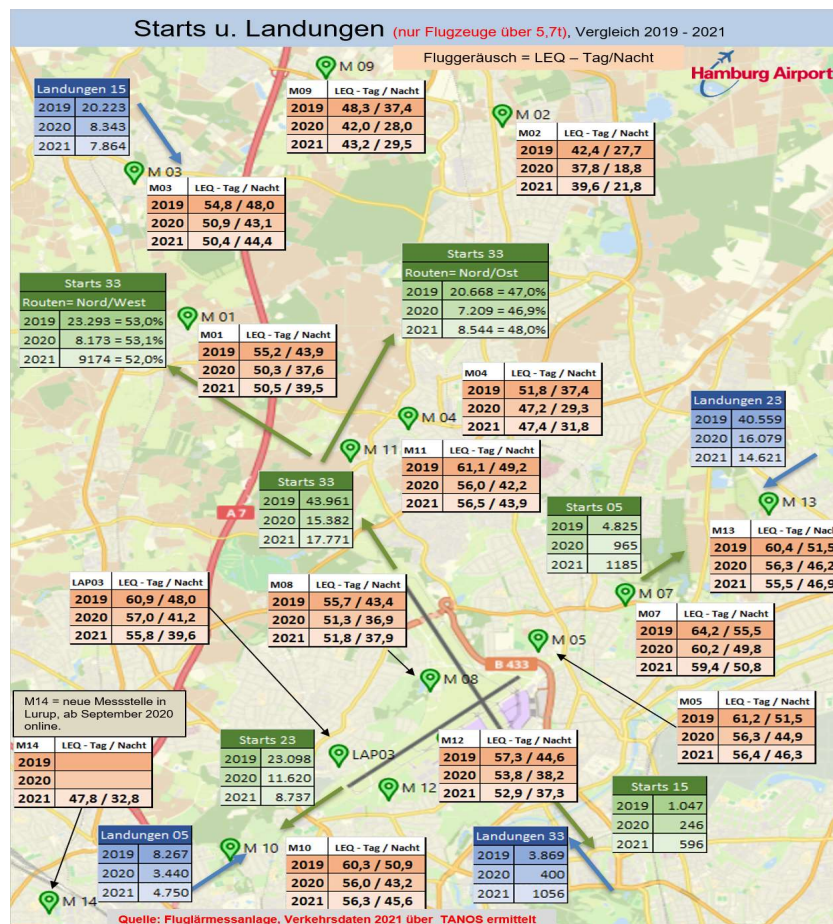 Starts u. Landungen (nur Flugzeuge über 5,7t), Vergleich 2019 - 2021
Fluggeräusch = LEQ – Tag/Nacht
Hamburg Airport
M 09
M09 LEQ - Tag / Nacht
2019 48,3 / 37,4
2020 42,0 / 28,0
2021 43,2 / 29,5
Landungen 15
2019 20.223
2020 8.343
2021 7.864
M 02
M02 LEQ - Tag / Nacht
2019 42,4 / 27,7
2020 37,8 / 18,8
2021 39,6 / 21,8
M 03
M03 LEQ - Tag / Nacht
2019 54,8 / 48,0
2020 50,9 / 43,1
2021 50,4 / 44,4
Starts 33
Routen= Nord/West
2019 23.293 = 53,0%
2020 8.173 = 53,1%
2021 9174 = 52,0%
Starts 33
Routen= Nord/Ost
2019 20.668 = 47,0%
2020 7.209 = 46,9%
2021 8.544 = 48,0%
M 01
M01 LEQ - Tag / Nacht
2019 55,2 / 43,9
2020 50,3 / 37,6
2021 50,5 / 39,5
M04 LEQ - Tag / Nacht
2019 51,8 / 37,4
2020 47,2 / 29,3
2021 47,4 / 31,8
M 04
Landungen 23
2019 40.559
2020 16.079
2021 14.621
M 11
M11 LEQ - Tag / Nacht
2019 61,1 / 49,2
2020 56,0 / 42,2
2021 56,5 / 43,9
Starts 33
2019 43.961
2020 15.382
2021 17.771
A 7
Starts 05
2019 4.825
2020 965
2021 1185
M 13
M13 LEQ - Tag / Nacht
2019 60,4 / 51,5
2020 56,3 / 46,2
2021 55,5 / 46,9
LAP03 LEQ - Tag / Nacht
2019 60,9 / 48,0
2020 57,0 / 41,2
2021 55,8 / 39,6
M08 LEQ - Tag / Nacht
2019 55,7 / 43,4
2020 51,3 / 36,9
2021 51,8 / 37,9
M 07
M07 LEQ - Tag / Nacht
2019 64,2 / 55,5
2020 60,2 / 49,8
2021 59,4 / 50,8
M 05
B 433
M 08
M05 LEQ - Tag / Nacht
2019 61,2 / 51,5
2020 56,3 / 44,9
2021 56,4 / 46,3
M14 = neue Messstelle in
Lurup, ab September 2020
online.
M14 LEQ - Tag / Nacht
2019
2020
2021 47,8 / 32,8
Starts 23
2019 23.098
2020 11.620
2021 8.737
LAP03
M 12
M12 LEQ - Tag / Nacht
2019 57,3 / 44,6
2020 53,8 / 38,2
2021 52,9 / 37,3
Starts 15
2019 1.047
2020 246
2021 596
Landungen 05
2019 8.267
2020 3.440
2021 4.750
M 10
M10 LEQ - Tag / Nacht
2019 60,3 / 50,9
2020 56,0 / 43,2
2021 56,3 / 45,6
Landungen 33
2019 3.869
2020 400
2021 1056
M 14
Quelle: Fluglärmessanlage, Verkehrsdaten 2021 über TANOS ermittelt